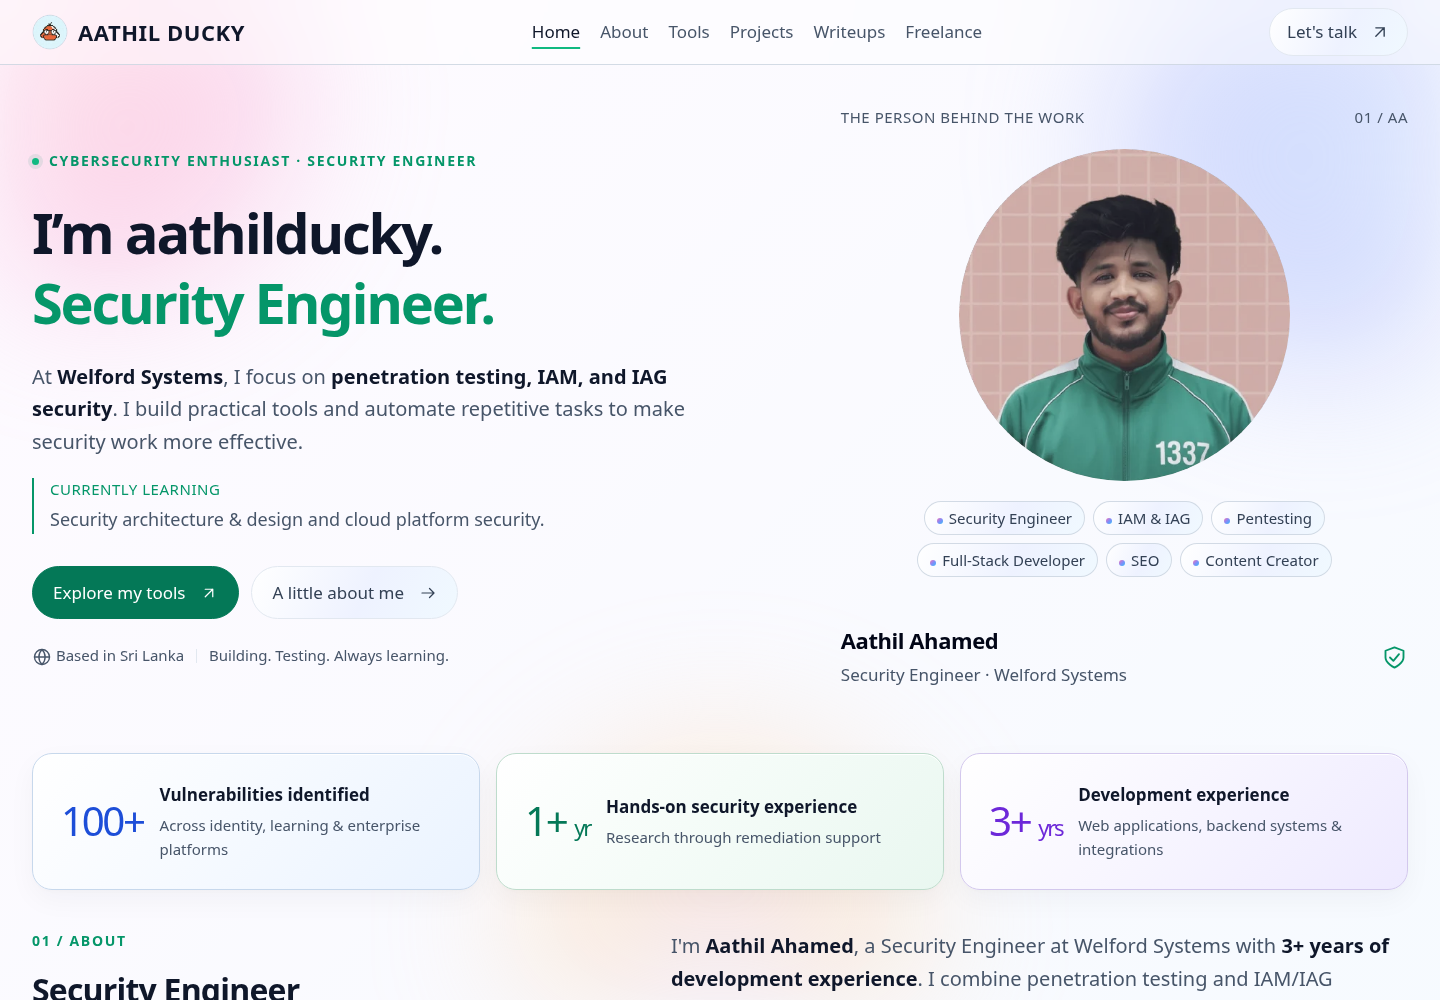 AATHIL DUCKY
Home
About
Tools
Projects
Writeups
Freelance
Let's talk
CYBERSECURITY ENTHUSIAST · SECURITY ENGINEER
I’m aathilducky.
Security Engineer.
At Welford Systems, I focus on penetration testing, IAM, and IAG
security. I build practical tools and automate repetitive tasks to make
security work more effective.
CURRENTLY LEARNING
Security architecture & design and cloud platform security.
Explore my tools
A little about me
Based in Sri Lanka
Building. Testing. Always learning.
THE PERSON BEHIND THE WORK
01 / AA
1337
Security Engineer
IAM & IAG
Pentesting
Full-Stack Developer
SEO
Content Creator
Aathil Ahamed
Security Engineer · Welford Systems
100+
Vulnerabilities identified
Across identity, learning & enterprise
platforms
1+ yr
Hands-on security experience
Research through remediation support
3+ yrs
Development experience
Web applications, backend systems &
integrations
01 / ABOUT
Security Engineer
I'm Aathil Ahamed, a Security Engineer at Welford Systems with 3+ years of
development experience. I combine penetration testing and IAM/IAG